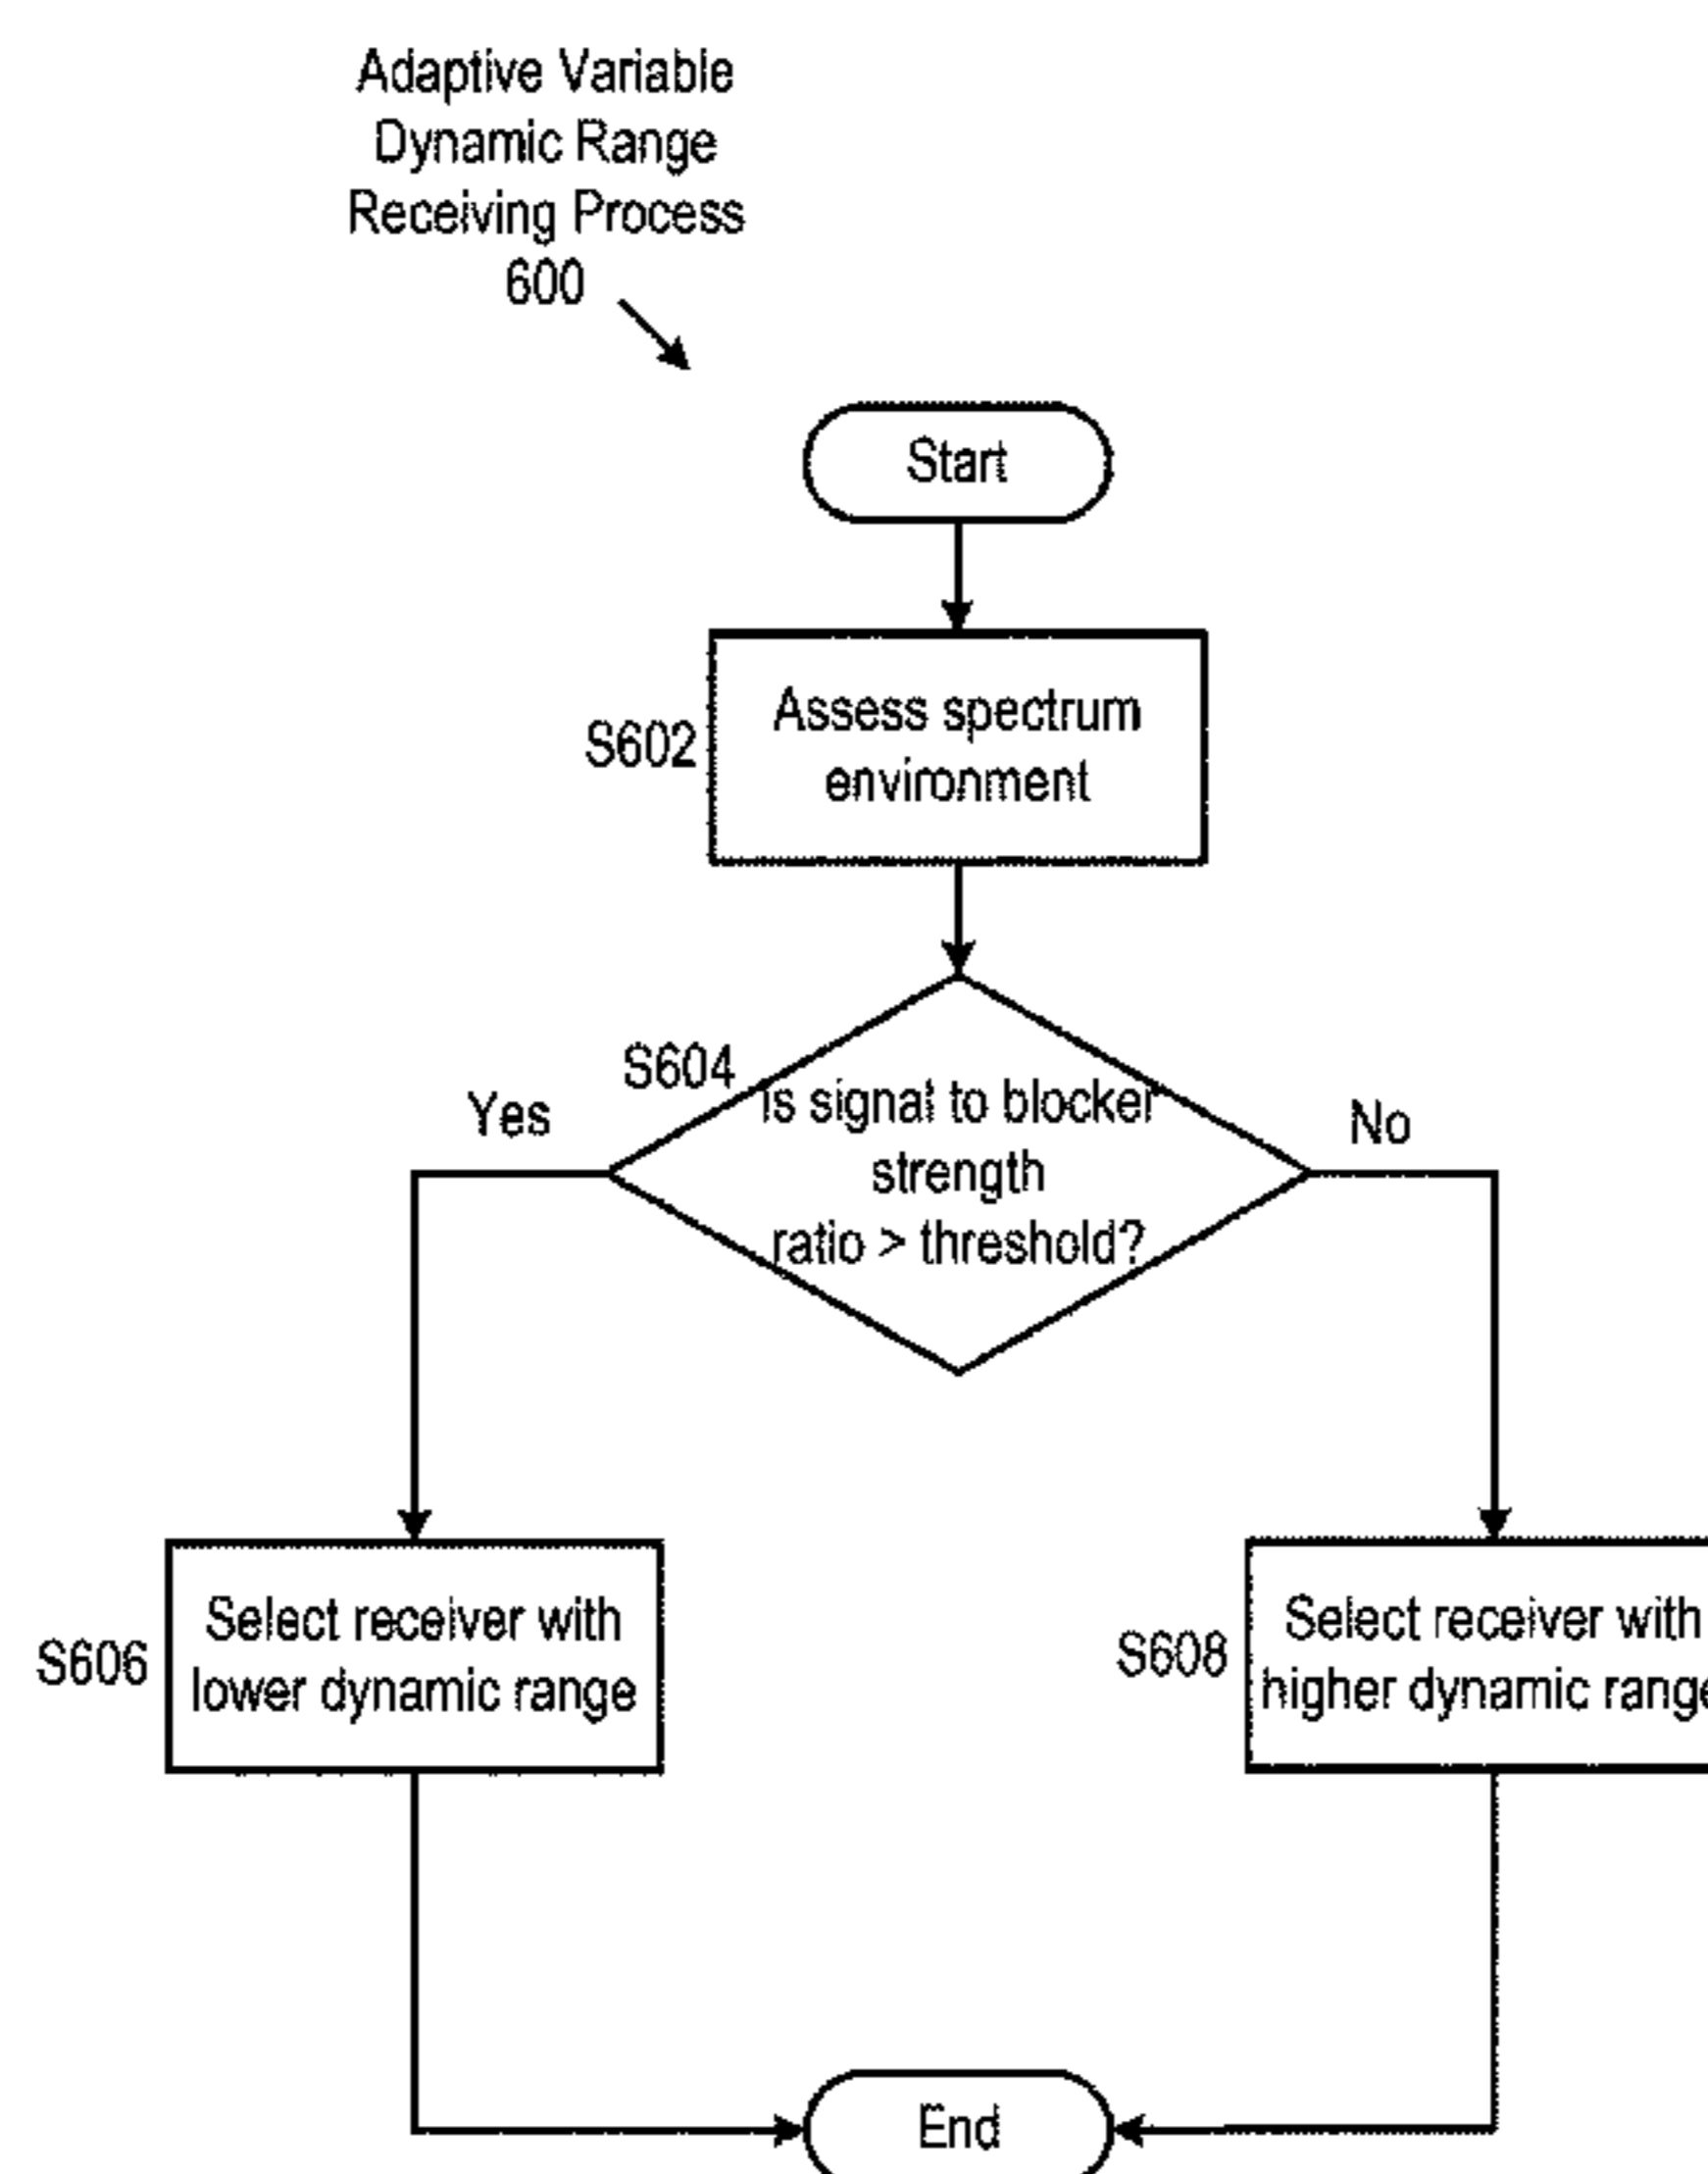 Adaptive Variable
Dynamic Range
Receiving Process
600
Start
S602
Assess spectrum
environment
S604
Is signal to blocker
strength
ratio > threshold?
Yes
No
S606
Select receiver with
lower dynamic range
S608
Select receiver with
higher dynamic range
End